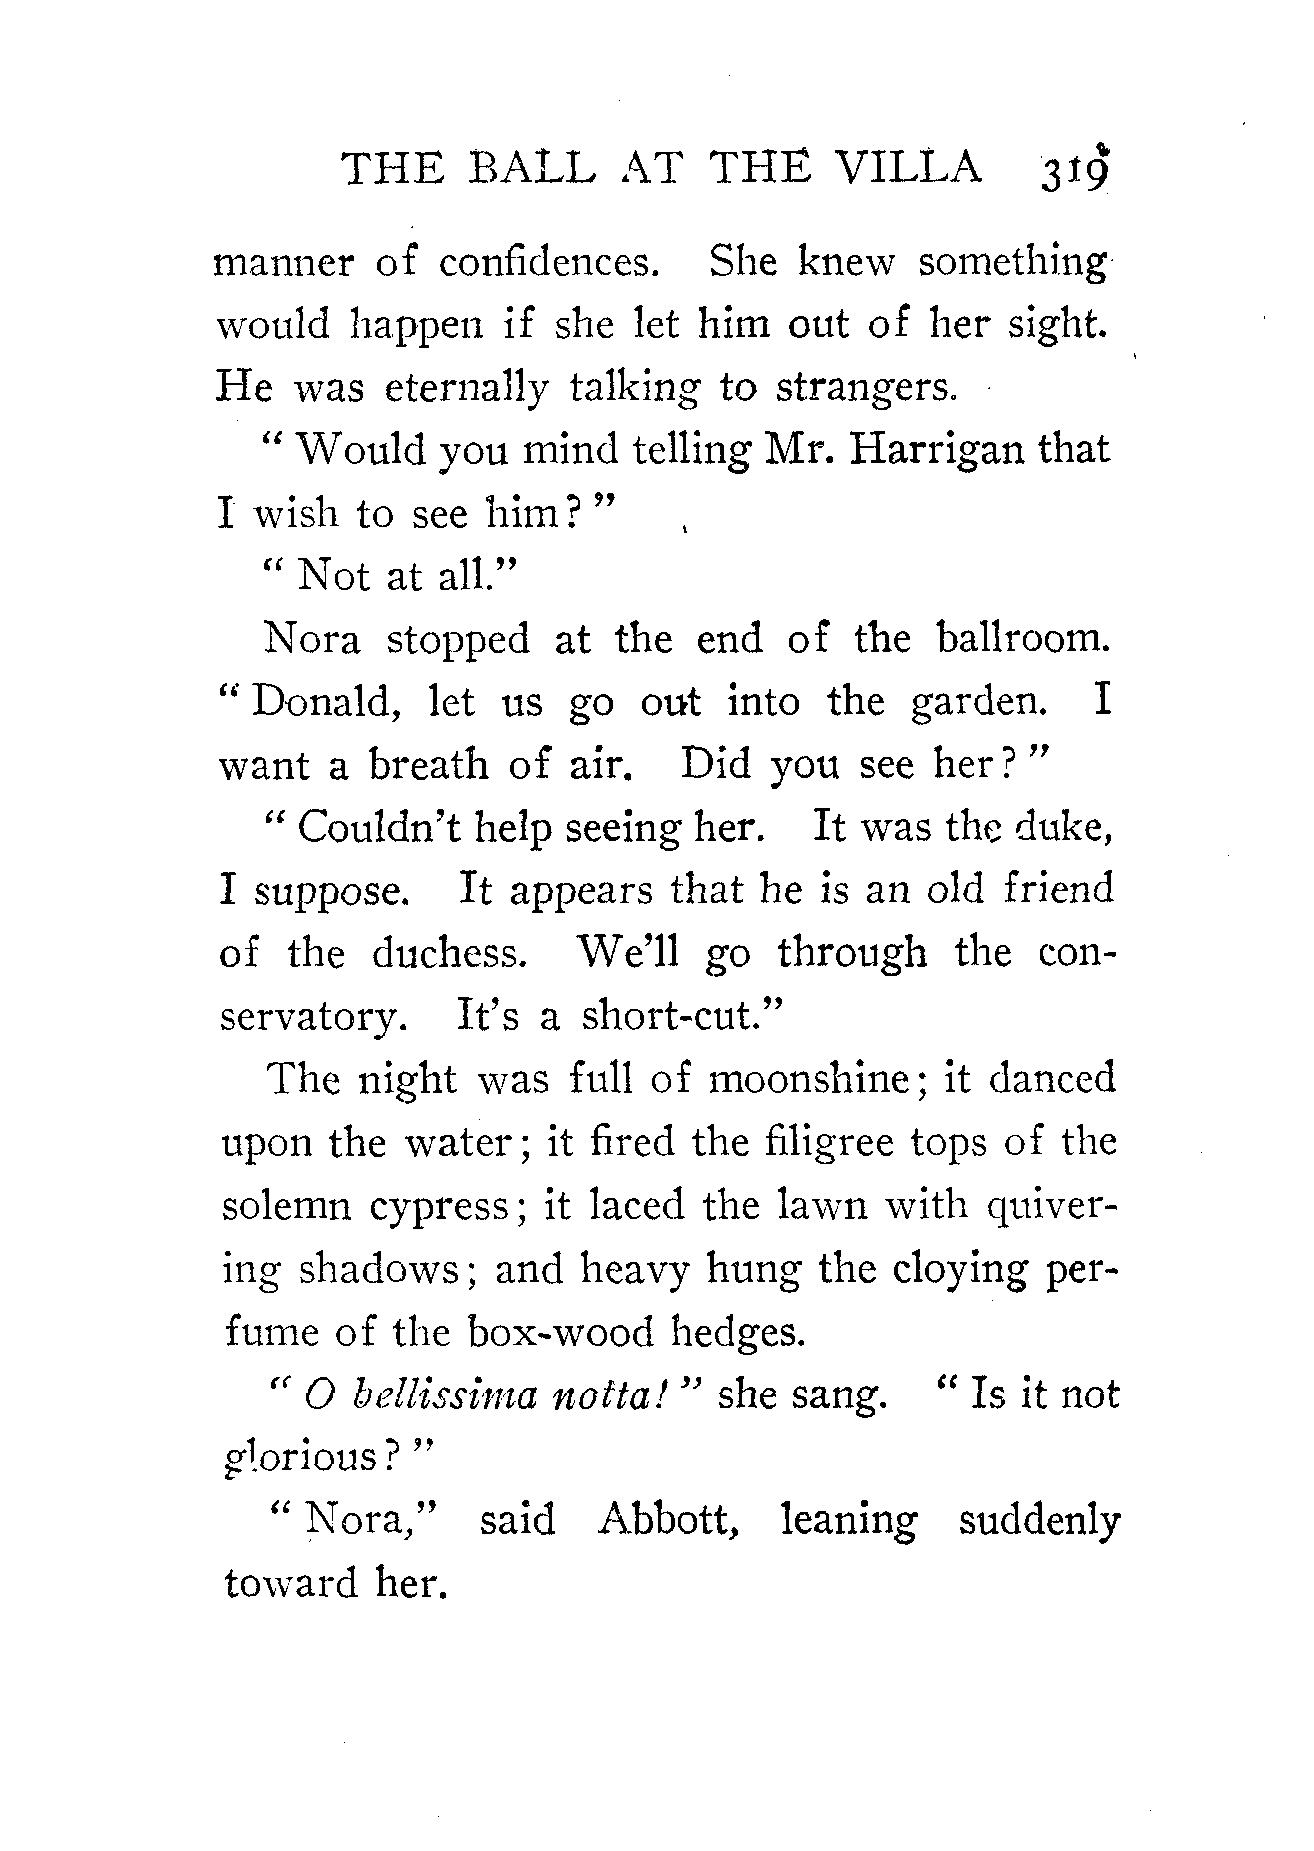 THE BALL AT THE VILLA 319
manner of confidences. She knew something
would happen if she let him out of her sight.
He was eternally talking to strangers.
" Would you mind telling Mr. Harrigan that
I wish to see him? "
" Not at all."
Nora stopped at the end of the ballroom.
" Donald, let us go out into the garden. I
want a breath of air. Did you see her? "
" Couldn't help seeing her. It was the duke,
I suppose. It appears that he is an old friend
of the duchess. We'll go through the con-
servatory. It's a short-cut."
The night was full of moonshine; it danced
upon the water; it fired the filigree tops of the
solemn cypress; it laced the lawn with quiver-
ing shadows; and heavy hung the cloying per-
fume of the box-wood hedges.
" O bellissima notta! " she sang. " Is it not
glorious? "
" Nora," said Abbott, leaning suddenly
toward her.